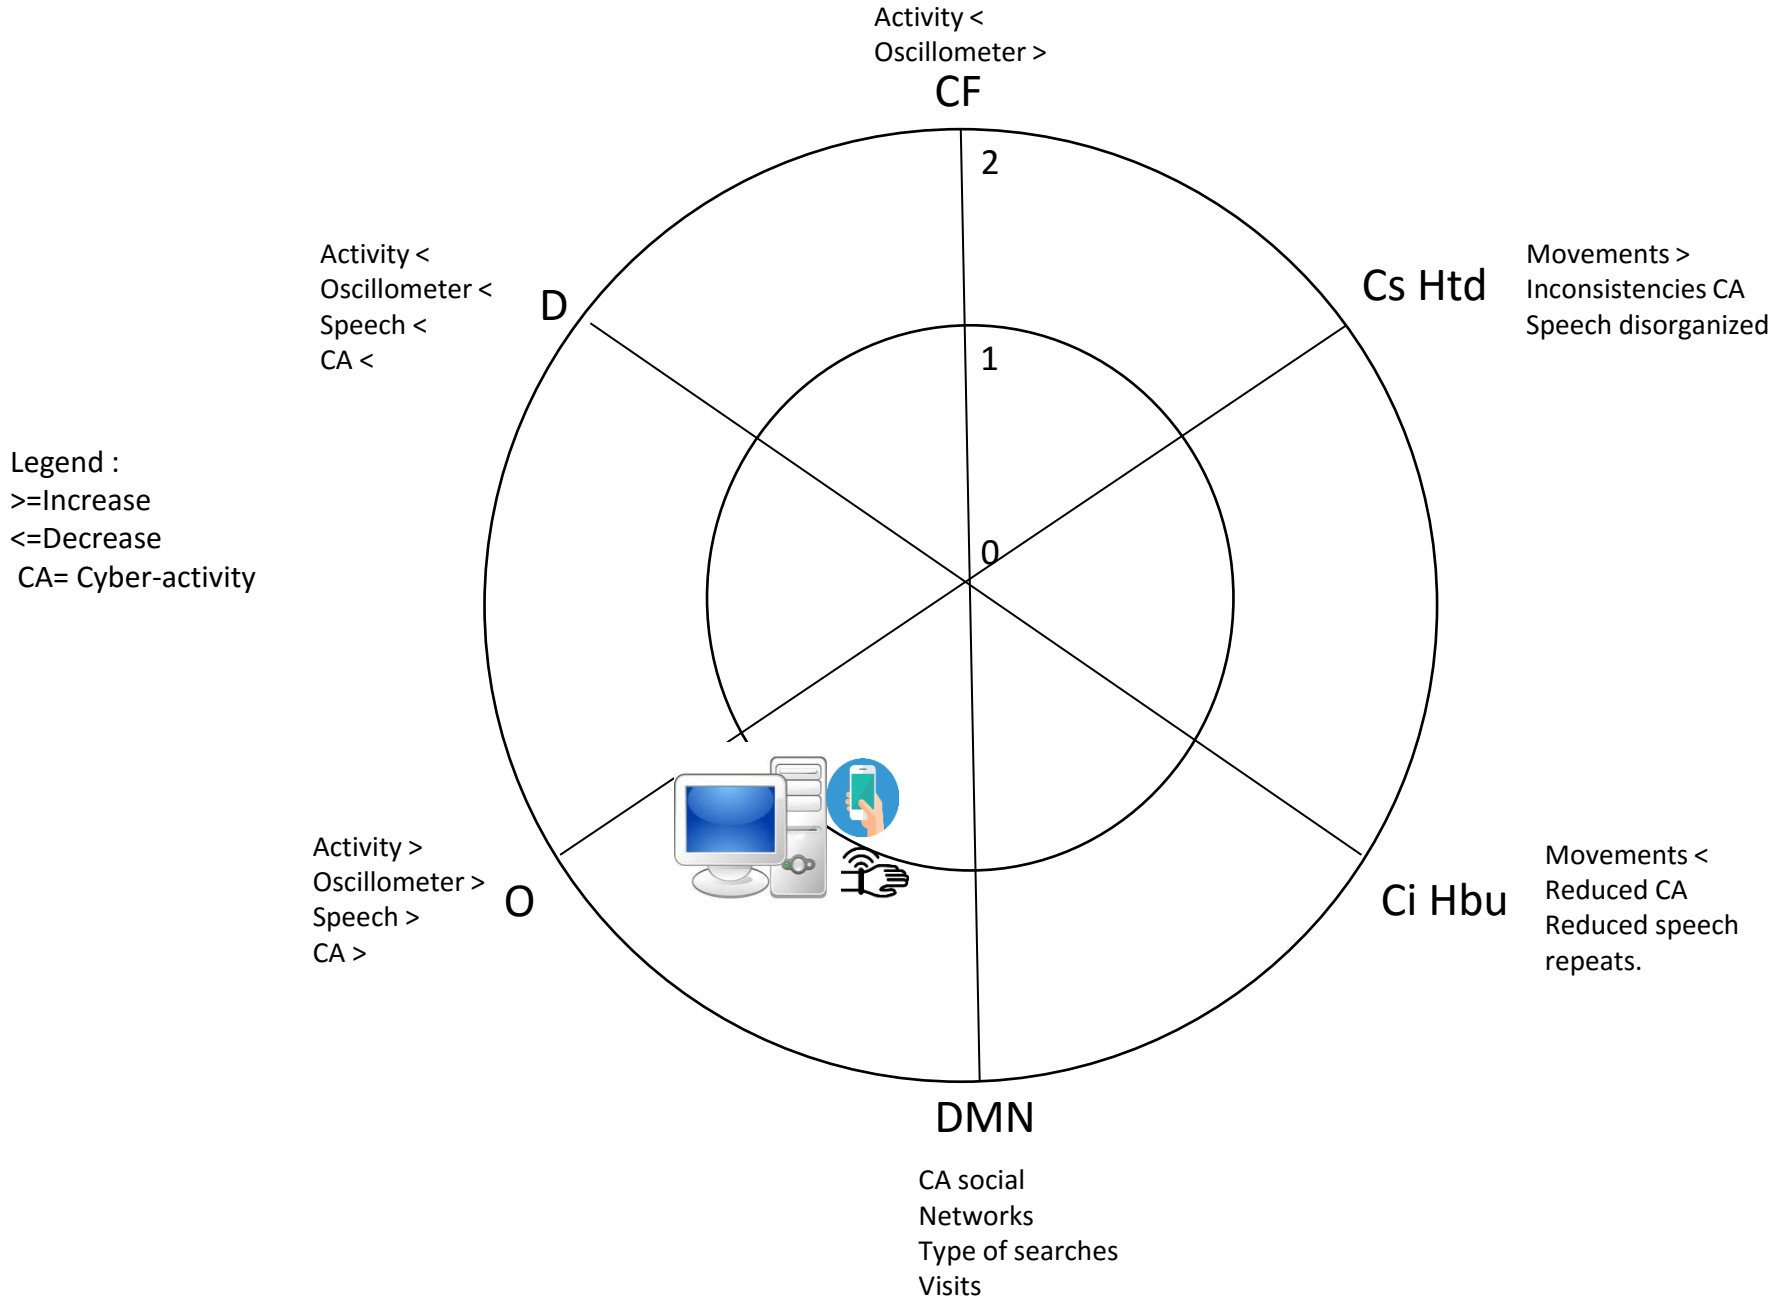 Activity <
Oscillometer >
CF
2
Activity <
Oscillometer <
Speech <
CA <
D
Cs Htd
Movements >
Inconsistencies CA
Speech disorganized
1
Legend :
>=Increase
<=Decrease
CA= Cyber-activity
0
Activity >
Oscillometer >
Speech >
CA >
O
Ci Hbu
Movements <
Reduced CA
Reduced speech
repeats.
DMN
CA social
Networks
Type of searches
Visits